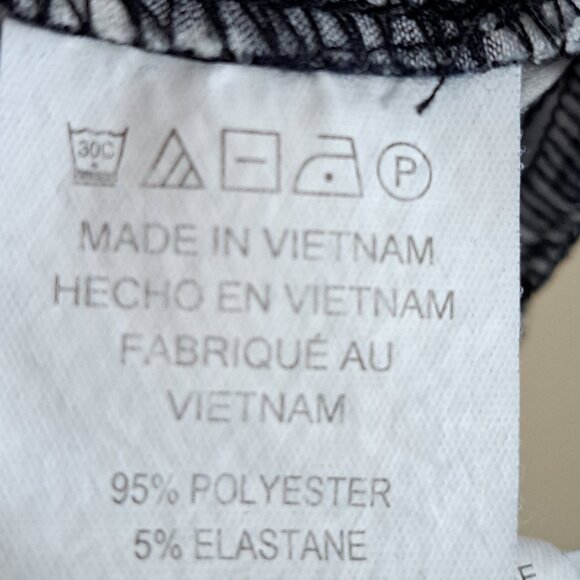 30C
P
MADE IN VIETNAM
HECHO EN VIETNAM
FABRIQUÉ AU
VIETNAM
95% POLYESTER
5% ELASTANE
E